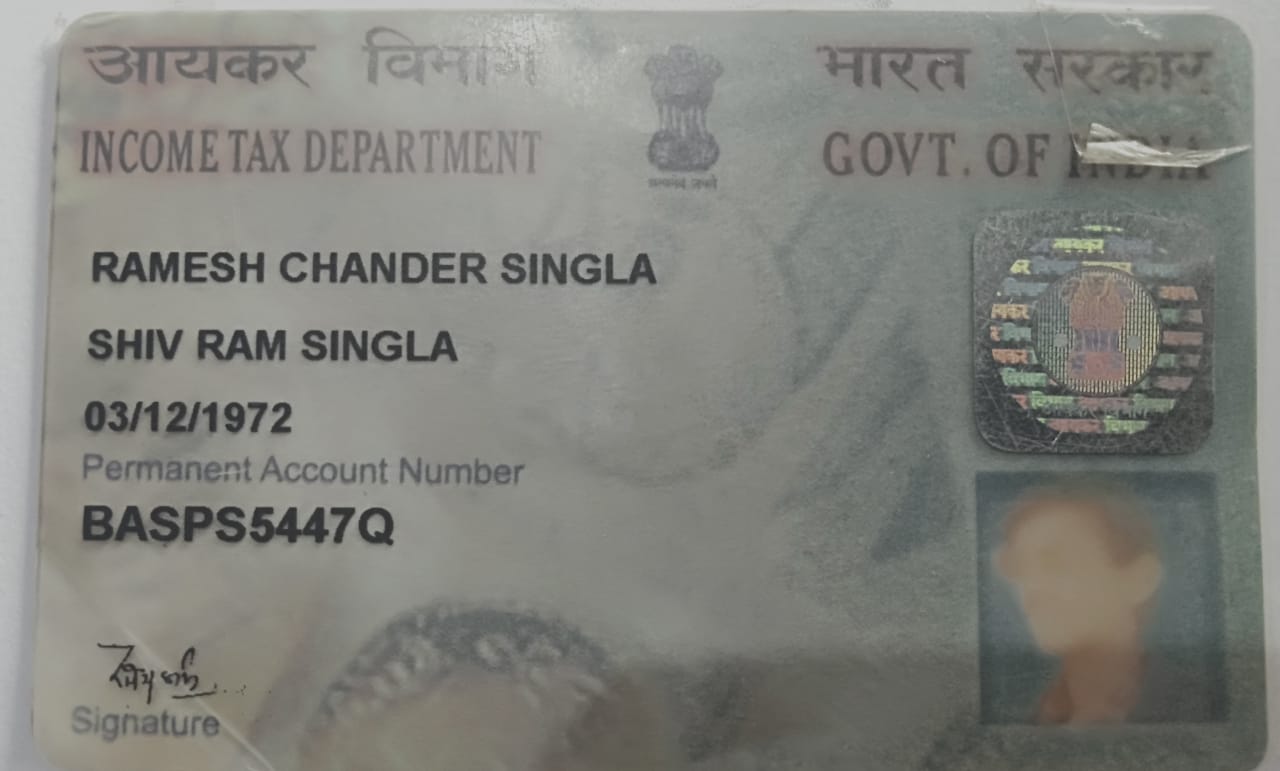 आयकर विभाग भारत सरकार
INCOME TAX DEPARTMENT GOVT. OF INDIA
सत्यमेव जयते
RAMESH CHANDER SINGLA
SHIV RAM SINGLA
03/12/1972
Permanent Account Number
BASPS5447Q
Signature